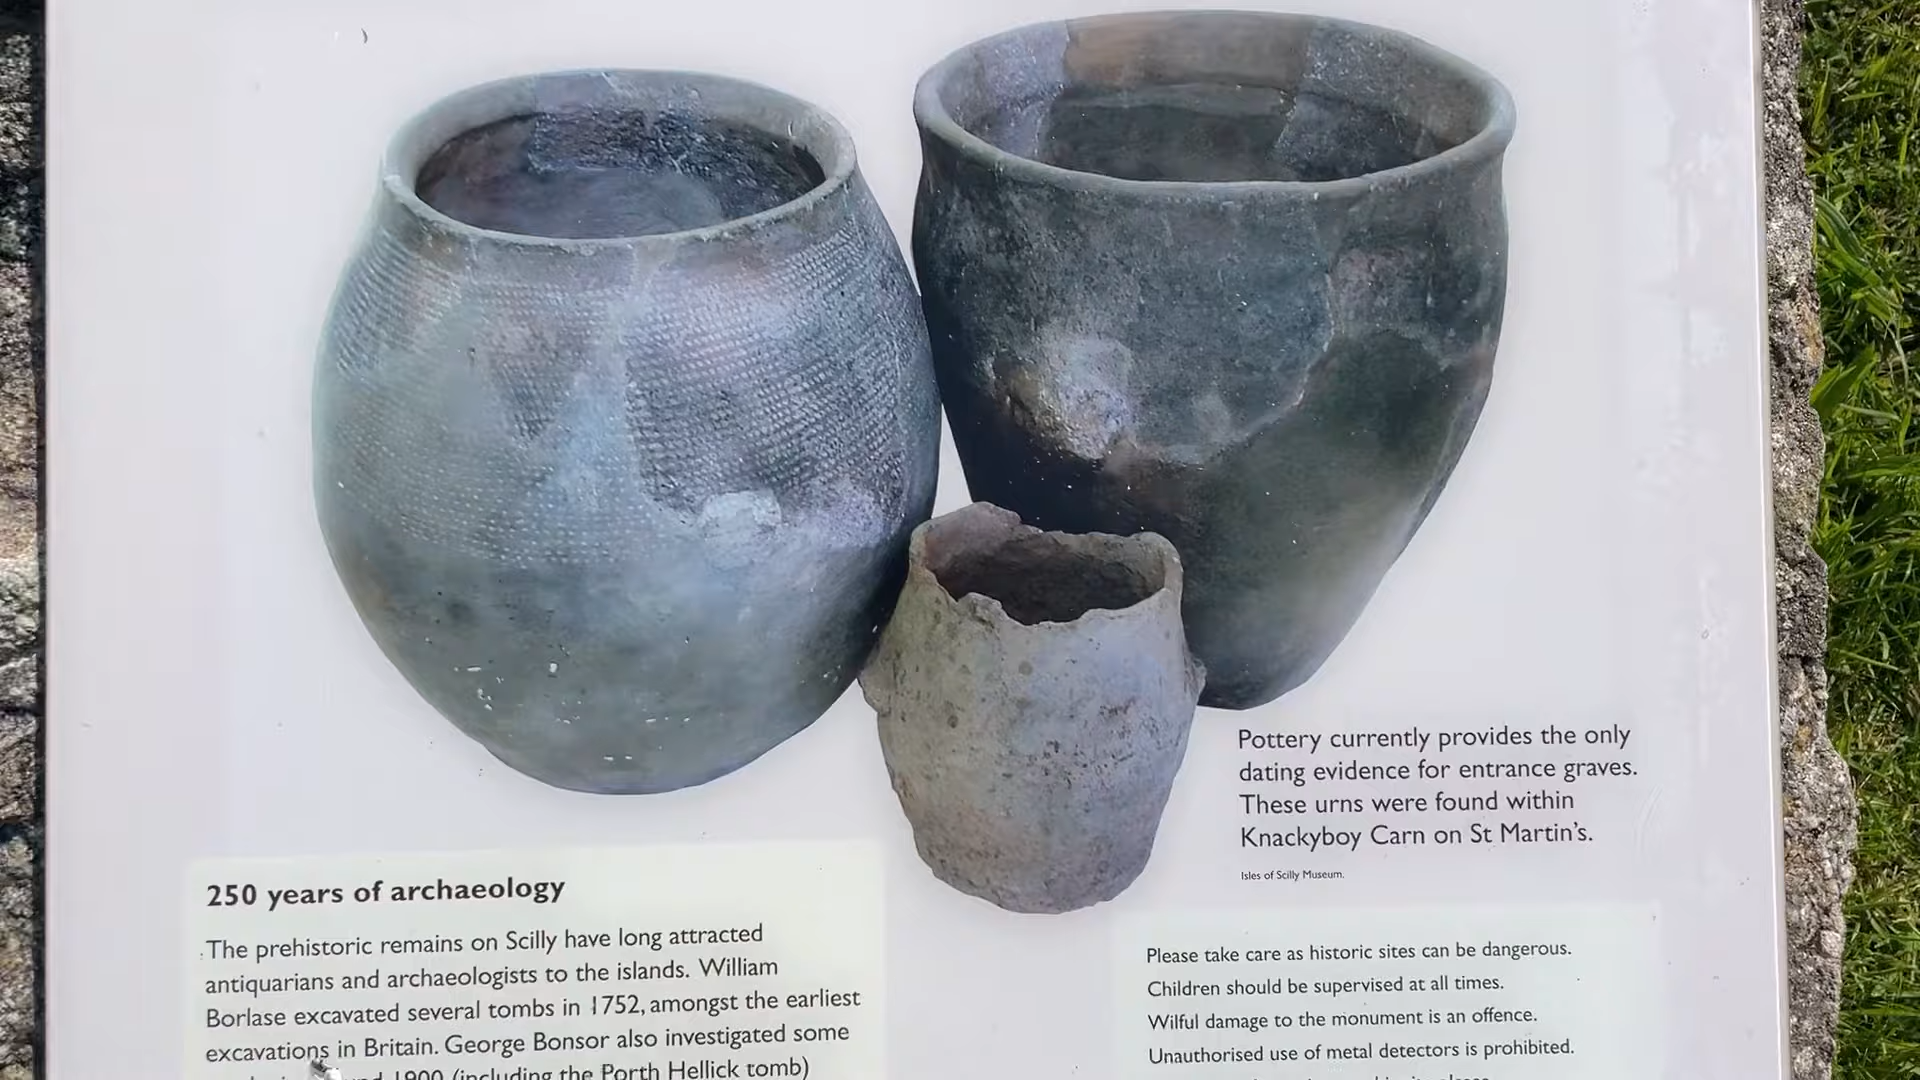 Pottery currently provides the only
dating evidence for entrance graves.
These urns were found within
Knackyboy Carn on St Martin's.
Isles of Scilly Museum.
250 years of archaeology
The prehistoric remains on Scilly have long attracted
antiquarians and archaeologists to the islands. William
Borlase excavated several tombs in 1752, amongst the earliest
excavations in Britain. George Bonsor also investigated some
1900 (including the Porth Hellick tomb)
Please take care as historic sites can be dangerous.
Children should be supervised at all times.
Wilful damage to the monument is an offence.
Unauthorised use of metal detectors is prohibited.